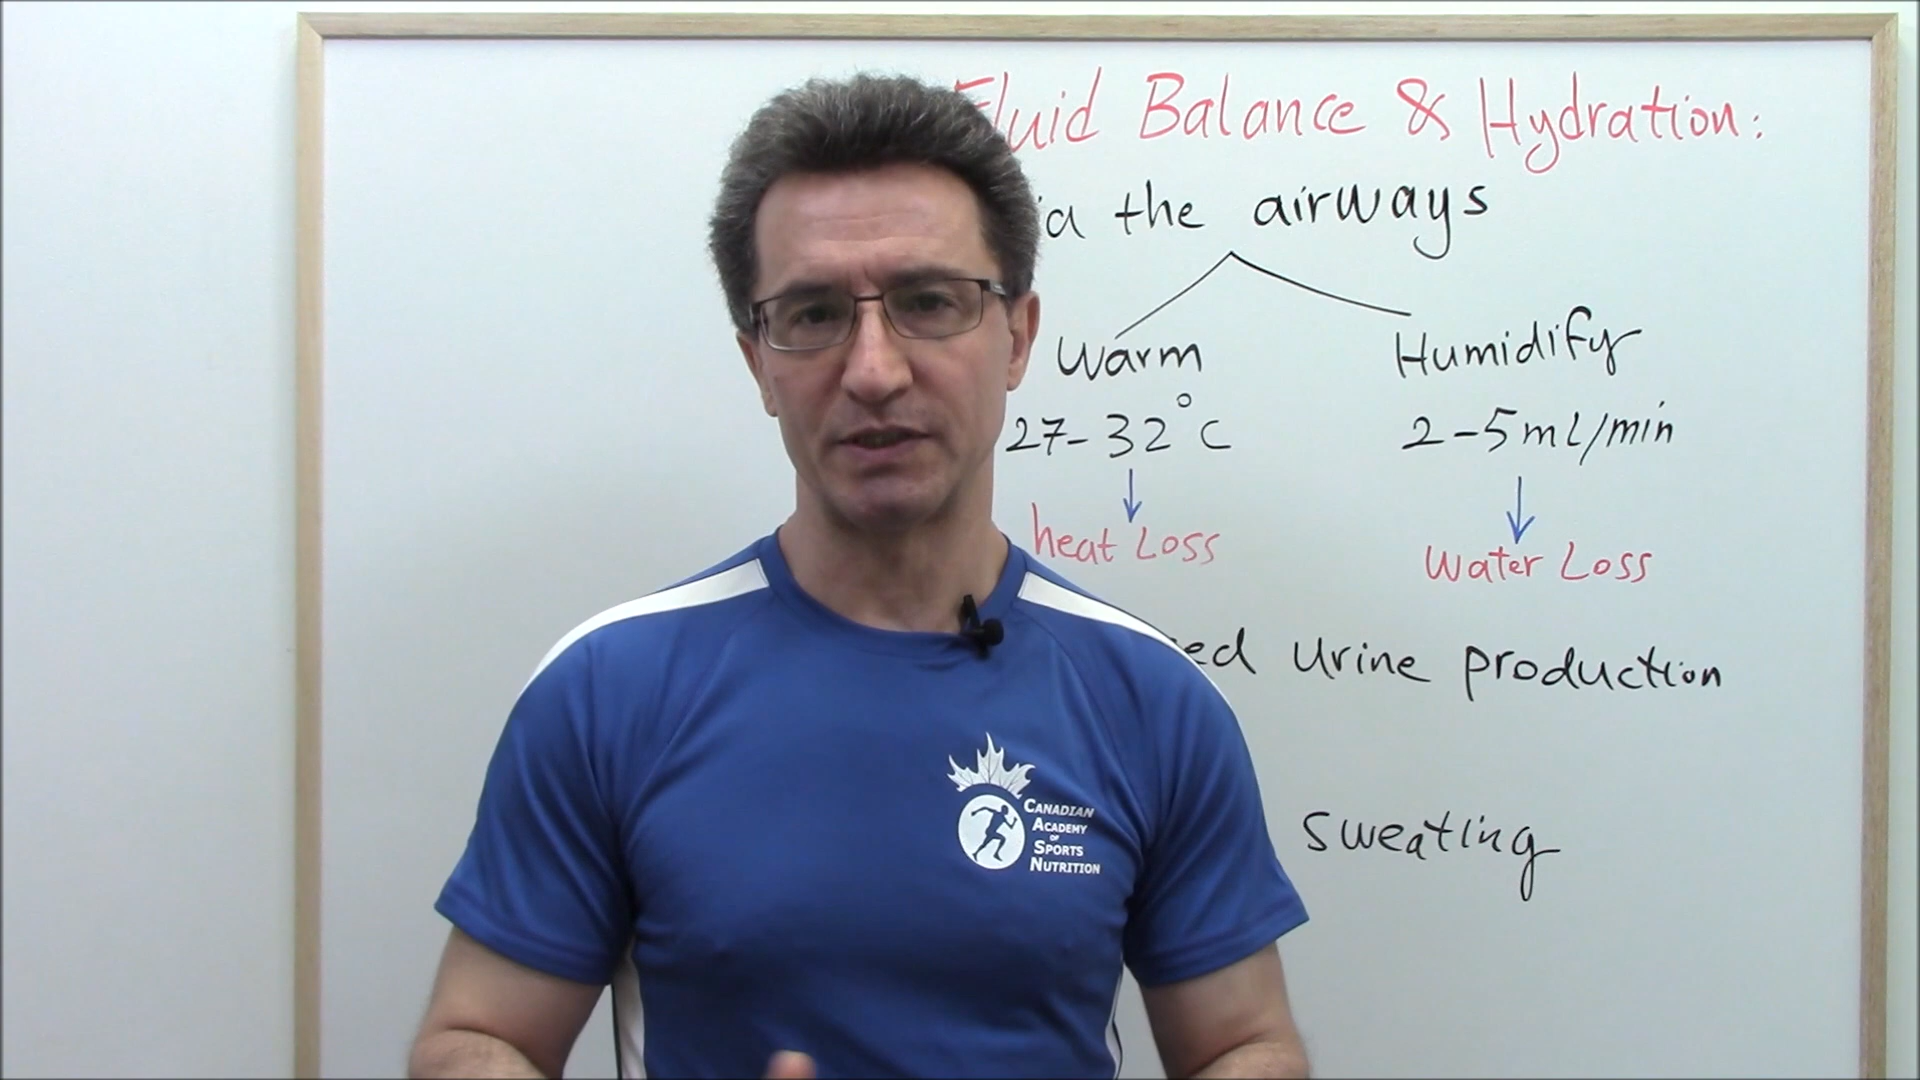 Fluid Balance & Hydration:
the airways
Warm
Humidify
27-32°C
2-5ml/min
heat Loss
Water Loss
urine production
sweating
CANADIAN
ACADEMY
OF
SPORTS
NUTRITION